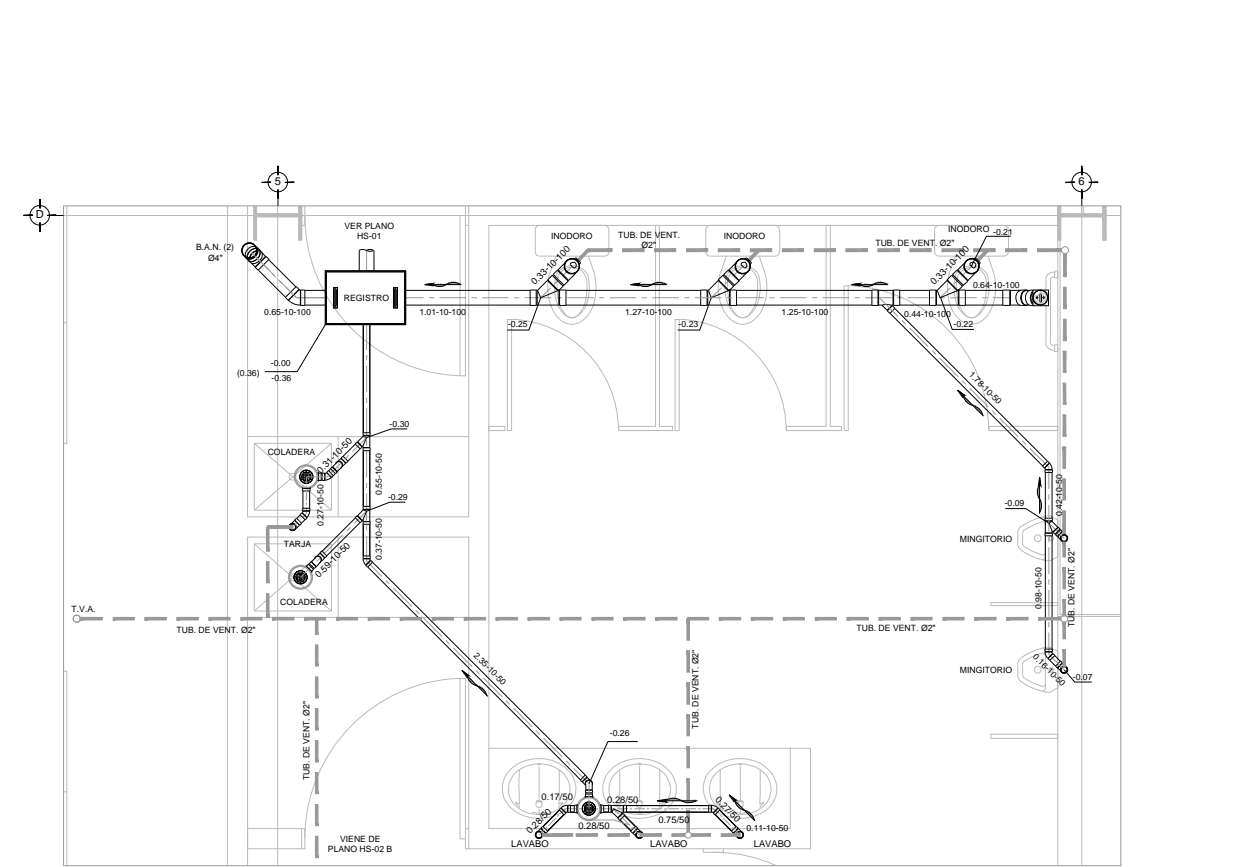 5
6
D
VER PLANO
HS-01
B.A.N. (2)
Ø4"
REGISTRO
INODORO
TUB. DE VENT.
Ø2"
INODORO
TUB. DE VENT. Ø2"
INODORO
-0.21
0.33-10-100
0.33-10-100
0.64-10-100
0.65-10-100
1.01-10-100
-0.25
1.27-10-100
-0.23
1.25-10-100
0.44-10-100
-0.22
-0.00
(0.36)
-0.36
1.78-10-50
-0.30
COLADERA
0.31-10-50
0.55-10-50
0.27-10-50
-0.29
-0.09
0.42-10-50
TARJA
0.37-10-50
0.59-10-50
MINGITORIO
COLADERA
0.98-10-50
TUB. DE VENT. Ø2"
T.V.A.
TUB. DE VENT. Ø2"
TUB. DE VENT. Ø2"
2.35-10-50
TUB. DE VENT. Ø2"
MINGITORIO
0.16-10-50
-0.07
TUB. DE VENT. Ø2"
-0.26
0.17/50
0.28/50
0.27/50
0.28/50
0.28/50
0.75/50
0.11-10-50
VIENE DE
PLANO HS-02 B
LAVABO
LAVABO
LAVABO